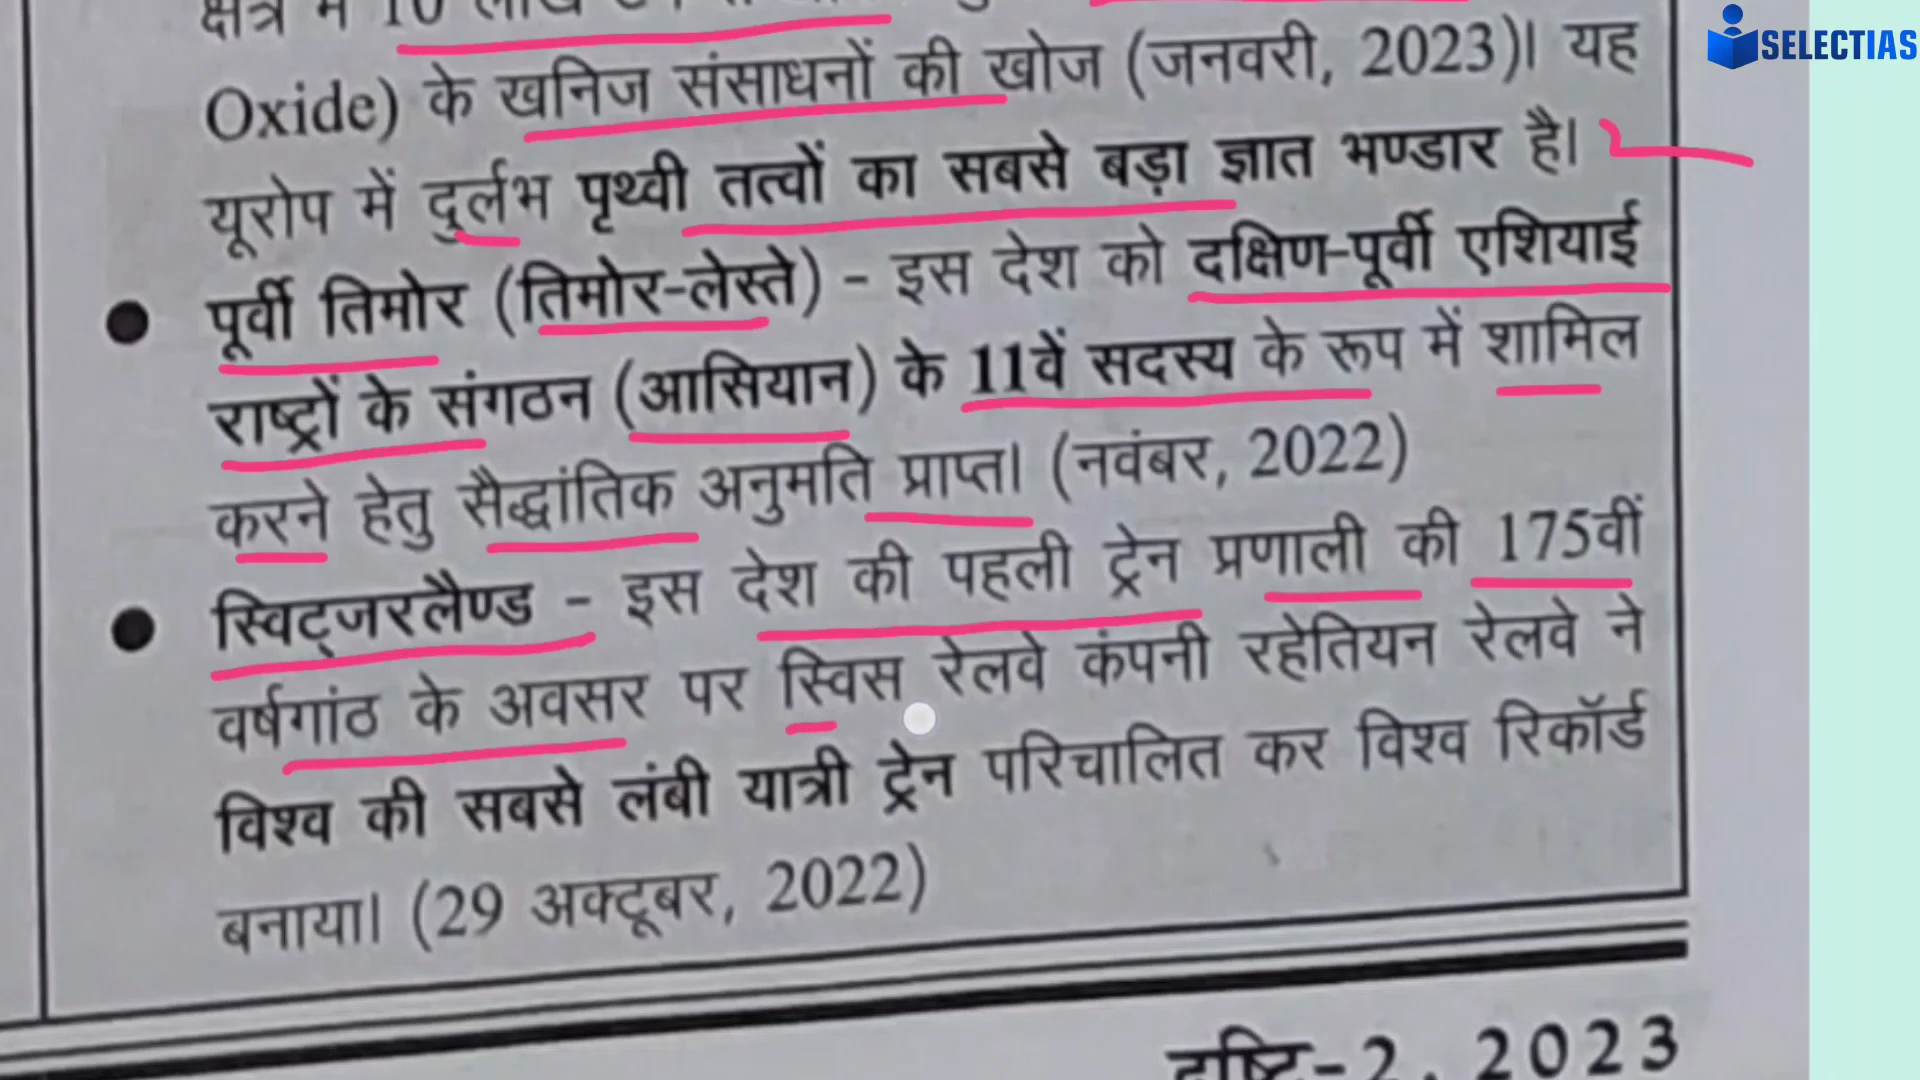 क्षेत्र में 10 लाख
SELECTIAS
Oxide) के खनिज संसाधनों की खोज (जनवरी, 2023)। यह
यूरोप में दुर्लभ पृथ्वी तत्वों का सबसे बड़ा ज्ञात भण्डार है।
पूर्वी तिमोर (तिमोर-लेस्ते) - इस देश को दक्षिण-पूर्वी एशियाई
राष्ट्रों के संगठन (आसियान) के 11वें सदस्य के रूप में शामिल
करने हेतु सैद्धांतिक अनुमति प्राप्त। (नवंबर, 2022)
स्विट्जरलैण्ड - इस देश की पहली ट्रेन प्रणाली की 175वीं
वर्षगांठ के अवसर पर स्विस रेलवे कंपनी रहेतियन रेलवे ने
विश्व की सबसे लंबी यात्री ट्रेन परिचालित कर विश्व रिकॉर्ड
बनाया। (29 अक्टूबर, 2022)
दृष्टि-2, 2023